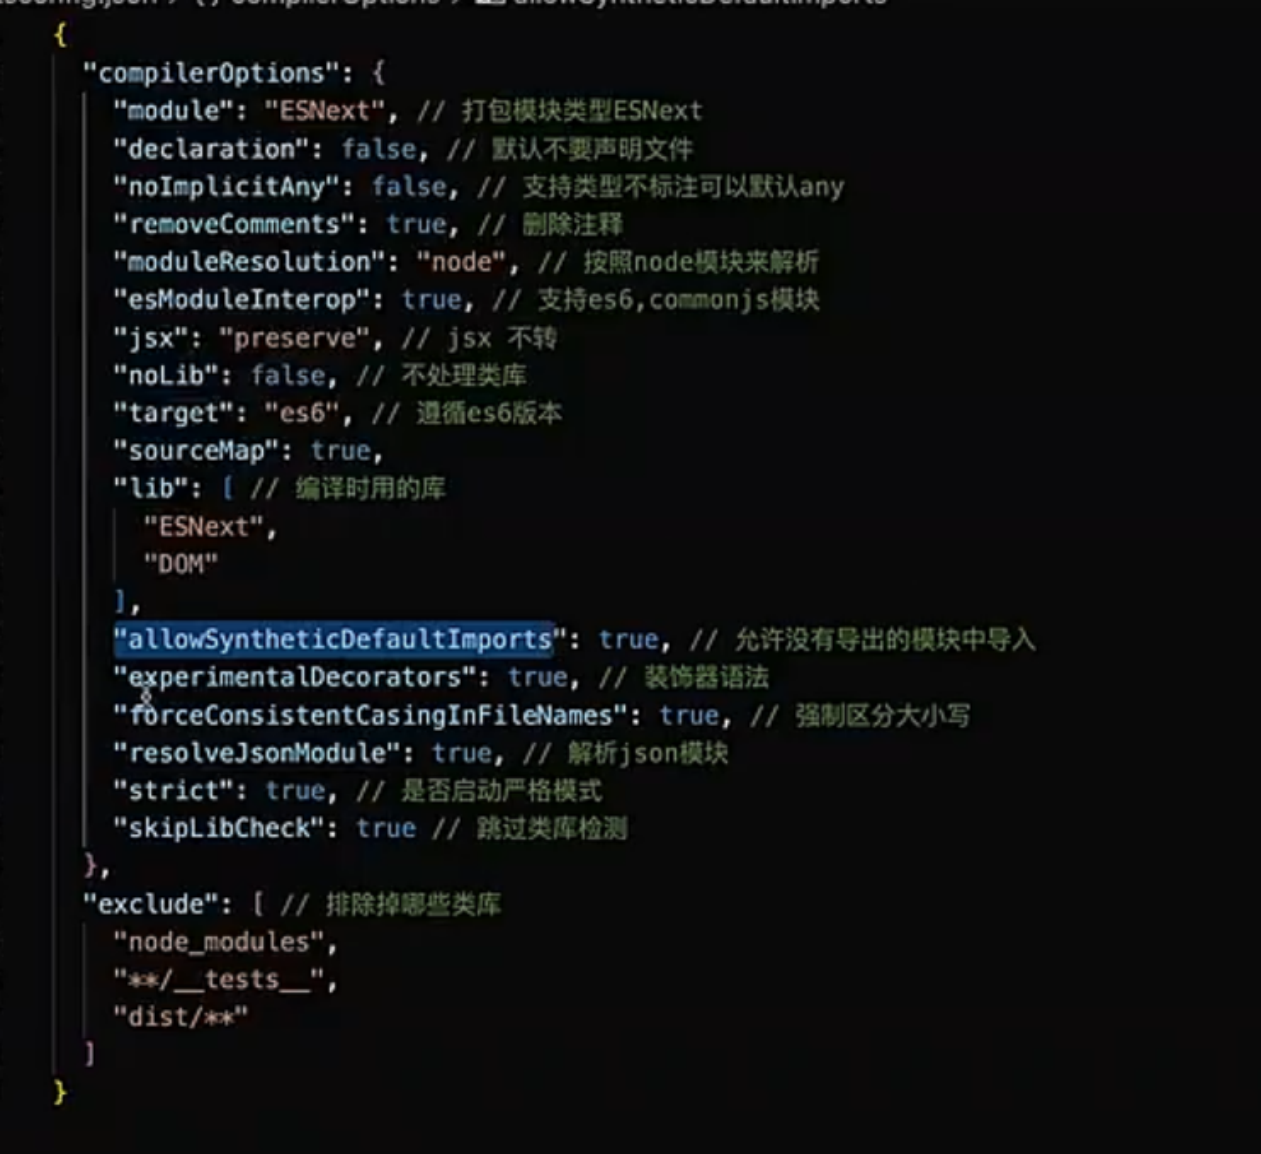 compilerOptions
allowSyntheticDefaultImports
{
"compilerOptions": {
"module": "ESNext", // 打包模块类型ESNext
"declaration": false, // 默认不要声明文件
"noImplicitAny": false, // 支持类型不标注可以默认any
"removeComments": true, // 删除注释
"moduleResolution": "node", // 按照node模块来解析
"esModuleInterop": true, // 支持es6,commonjs模块
"jsx": "preserve", // jsx 不转
"noLib": false, // 不处理类库
"target": "es6", // 遵循es6版本
"sourceMap": true,
"lib": [ // 编译时用的库
"ESNext",
"DOM"
],
"allowSyntheticDefaultImports": true, // 允许没有导出的模块中导入
"experimentalDecorators": true, // 装饰器语法
"forceConsistentCasingInFileNames": true, // 强制区分大小写
"resolveJsonModule": true, // 解析json模块
"strict": true, // 是否启动严格模式
"skipLibCheck": true // 跳过类库检测
},
"exclude": [ // 排除掉哪些类库
"node_modules",
"**/__tests__",
"dist/**"
]
}